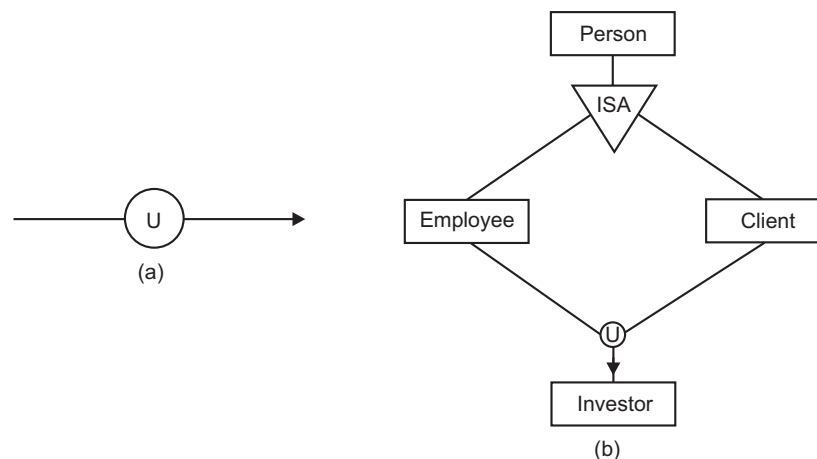 Person
ISA
Employee
Client
U
(a)
U
Investor
(b)